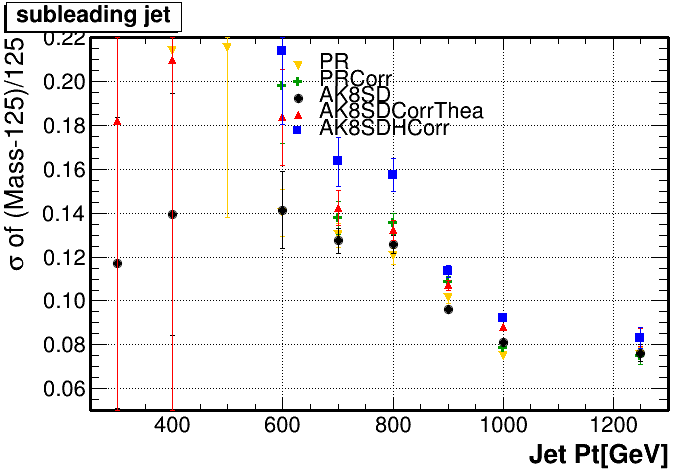 subleading jet
σ of (Mass-125)/125
0.22
0.20
0.18
0.16
0.14
0.12
0.10
0.08
0.06
PR
PRCorr
AK8SD
AK8SDCorrThea
AK8SDHCorr
400 600 800 1000 1200
Jet Pt[GeV]